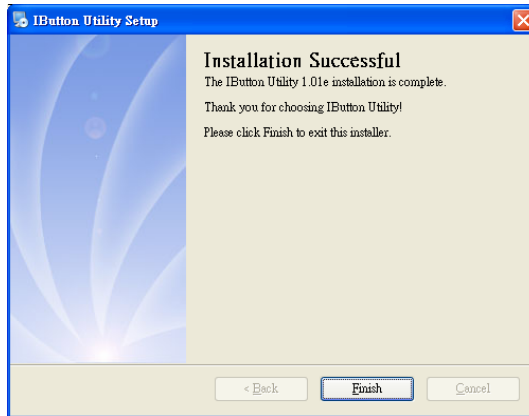 IButton Utility Setup
Installation Successful
The IButton Utility 1.01e installation is complete.
Thank you for choosing IButton Utility!
Please click Finish to exit this installer.
< Back
Finish
Cancel